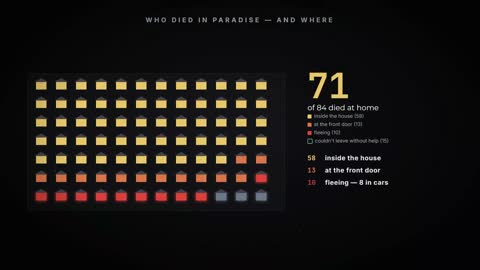 WHO DIED IN PARADISE — AND WHERE
71
of 84 died at home
inside the house (58)
at the front door (13)
fleeing (10)
couldn't leave without help (15)
58 inside the house
13 at the front door
10 fleeing — 8 in cars